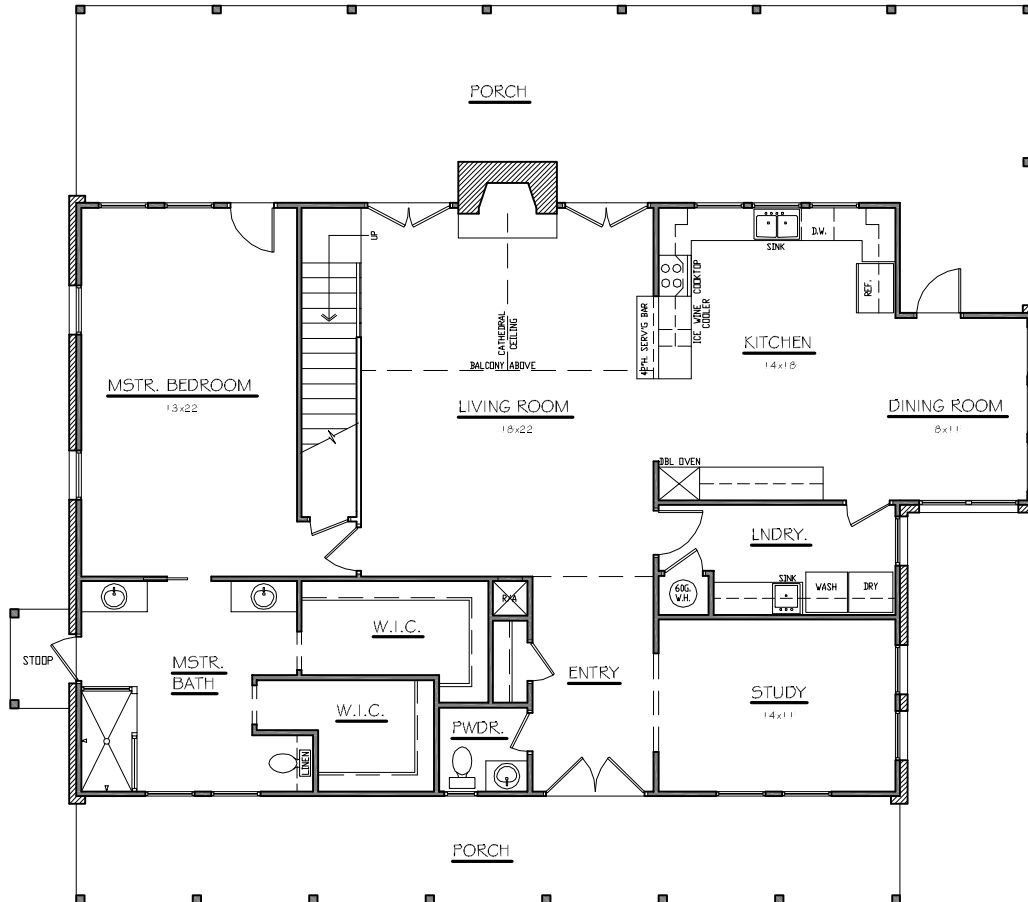 PORCH
UP
SINK
D.W.
REF.
COOKTOP
ICE WINE
COOLER
42"H. SERV'G BAR
CATHEDRAL
CEILING
BALCONY ABOVE
KITCHEN
14x18
MSTR. BEDROOM
13x22
LIVING ROOM
18x22
DINING ROOM
8x11
DBL OVEN
LNDRY.
SINK
WASH
DRY
60G.
W.H.
R/A
W.I.C.
STOOP
MSTR.
BATH
ENTRY
STUDY
14x11
W.I.C.
PWDR.
LINEN
PORCH